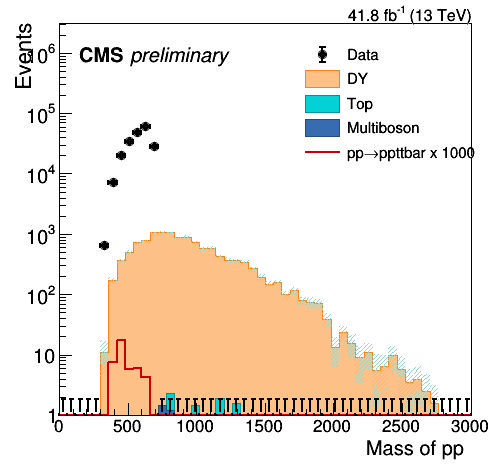 41.8 fb⁻¹ (13 TeV)
Events
CMS preliminary
Data
DY
Top
Multiboson
pp→ppttbar x 1000
10⁶
10⁵
10⁴
10³
10²
10
1
0 500 1000 1500 2000 2500 3000
Mass of pp